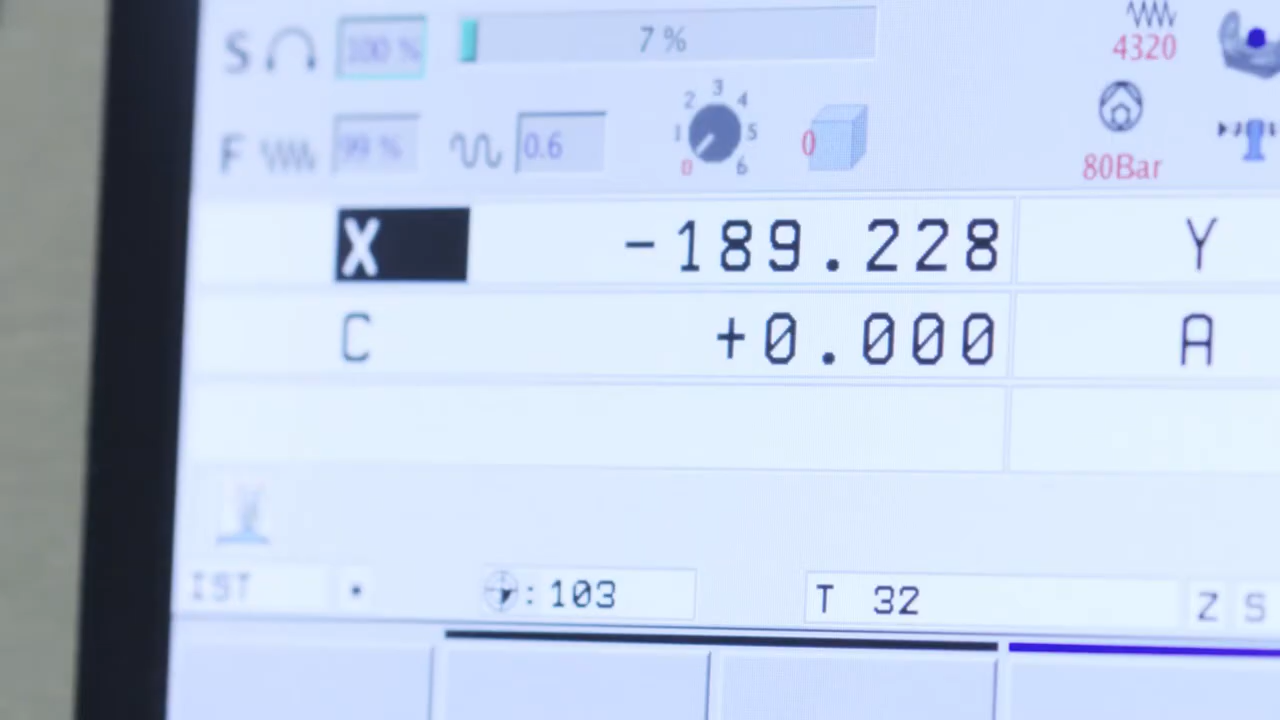 S 100 % 7 % 4320
F 99 % 0.6 0 1 2 3 4 5 6 0 80Bar
X -189.228 Y
C +0.000 A
IST : 103 T 32 Z S